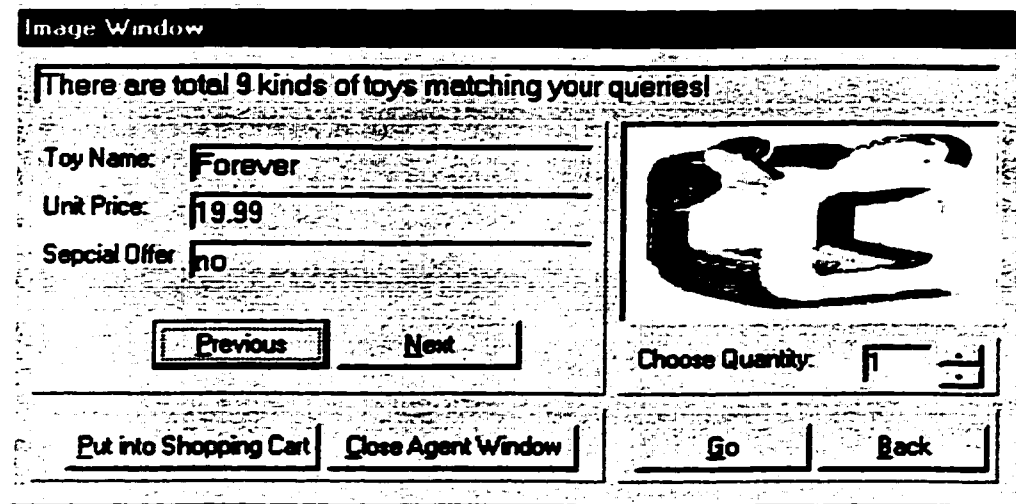 Image Window
There are total 9 kinds of toys matching your queries!
Toy Name: Forever
Unit Price: 19.99
Sepcial Offer no
Previous Next
Choose Quantity: 1
Put into Shopping Cart Close Agent Window Go Back